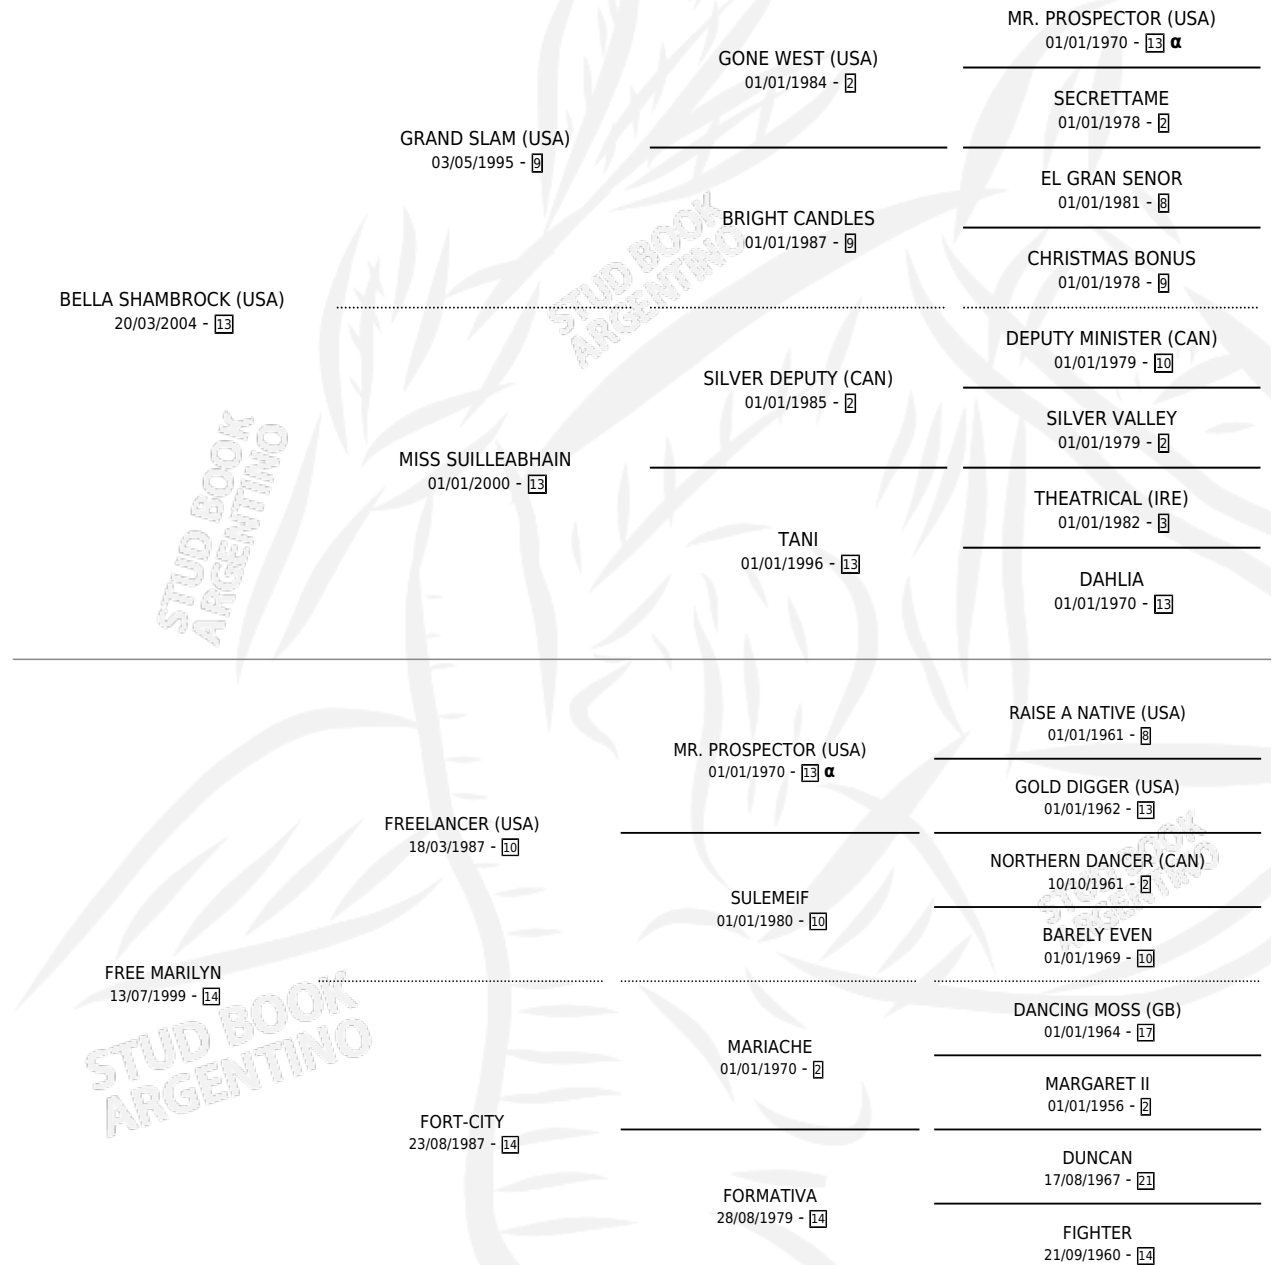 MR. PROSPECTOR (USA)
01/01/1970 - 13 α
GONE WEST (USA)
01/01/1984 - 2
SECRETTAME
01/01/1978 - 2
GRAND SLAM (USA)
03/05/1995 - 9
EL GRAN SENOR
01/01/1981 - 8
BRIGHT CANDLES
01/01/1987 - 9
CHRISTMAS BONUS
01/01/1978 - 9
BELLA SHAMBROCK (USA)
20/03/2004 - 13
DEPUTY MINISTER (CAN)
01/01/1979 - 10
SILVER DEPUTY (CAN)
01/01/1985 - 2
SILVER VALLEY
01/01/1979 - 2
MISS SUILLEABHAIN
01/01/2000 - 13
THEATRICAL (IRE)
01/01/1982 - 3
TANI
01/01/1996 - 13
DAHLIA
01/01/1970 - 13
STUD BOOK
ARGENTINO
STUD BOOK
ARGENTINO
RAISE A NATIVE (USA)
01/01/1961 - 8
MR. PROSPECTOR (USA)
01/01/1970 - 13 α
GOLD DIGGER (USA)
01/01/1962 - 13
FREELANCER (USA)
18/03/1987 - 10
NORTHERN DANCER (CAN)
10/10/1961 - 2
SULEMEIF
01/01/1980 - 10
BARELY EVEN
01/01/1969 - 10
FREE MARILYN
13/07/1999 - 14
DANCING MOSS (GB)
01/01/1964 - 17
MARIACHE
01/01/1970 - 2
MARGARET II
01/01/1956 - 2
FORT-CITY
23/08/1987 - 14
DUNCAN
17/08/1967 - 21
FORMATIVA
28/08/1979 - 14
FIGHTER
21/09/1960 - 14
STUD BOOK
ARGENTINO
STUD BOOK
ARGENTINO